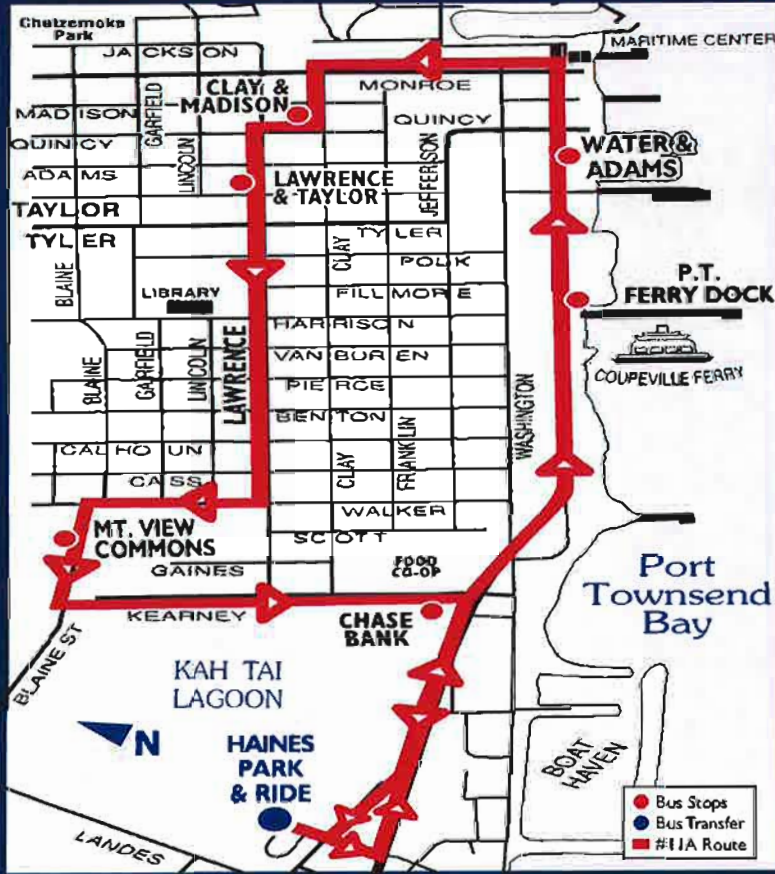 Chetzemoka
Park
JACKSON
MARITIME CENTER
CLAY &
MADISON
MONROE
MADISON
GARFIELD
QUINCY
QUINCY
LINCOLN
ADAMS
WATER &
ADAMS
LAWRENCE
& TAYLOR
JEFFERSON
TAYLOR
TYLER
TYLER
CLAY
POLK
BLAINE
P.T.
FERRY DOCK
LIBRARY
FILLMORE
HARRISON
BLAINE
GARFIELD
LINCOLN
LAWRENCE
VAN BUREN
COUPEVILLE FERRY
PIERCE
WASHINGTON
BENTON
CALHOUN
CLAY
FRANKLIN
CASS
WALKER
MT. VIEW
COMMONS
SCOTT
GAINES
FOOD
CO-OP
Port
Townsend
Bay
KEARNEY
CHASE
BANK
BLAINE ST
KAH TAI
LAGOON
N
HAINES
PARK
& RIDE
BOAT
HAVEN
LANDES
Bus Stops
Bus Transfer
#11A Route